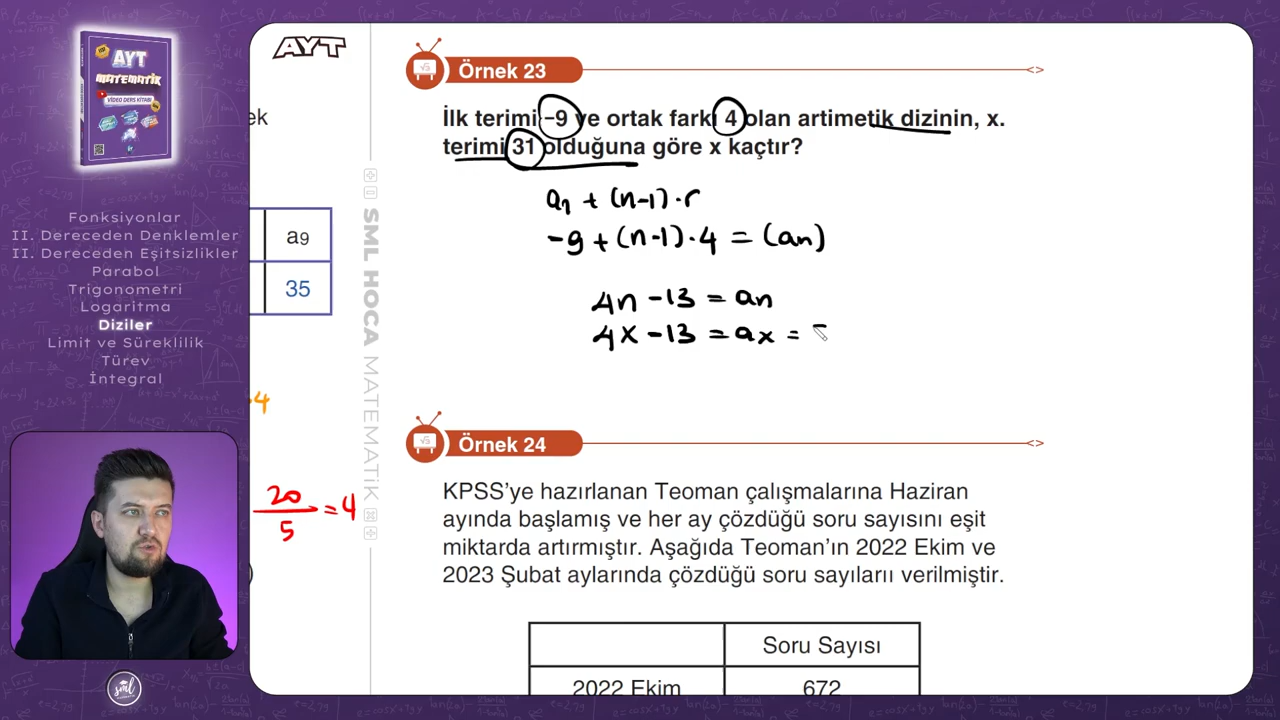 AYT
MATEMATİK
VİDEO DERS KİTABI
Fonksiyonlar
II. Dereceden Denklemler
II. Dereceden Eşitsizlikler
Parabol
Trigonometri
Logaritma
Diziler
Limit ve Süreklilik
Türev
İntegral
sml
AYT
ek
a9
35
·4
20/5 = 4
SML HOCA MATEMATİK
Örnek 23
İlk terimi -9 ve ortak farkı 4 olan artimetik dizinin, x.
terimi 31 olduğuna göre x kaçtır?
a1 + (n-1)·r
-9 + (n-1)·4 = (an)
4n - 13 = an
4x - 13 = ax =
Örnek 24
KPSS'ye hazırlanan Teoman çalışmalarına Haziran
ayında başlamış ve her ay çözdüğü soru sayısını eşit
miktarda artırmıştır. Aşağıda Teoman'ın 2022 Ekim ve
2023 Şubat aylarında çözdüğü soru sayılarıı verilmiştir.
Soru Sayısı
2022 Ekim 672